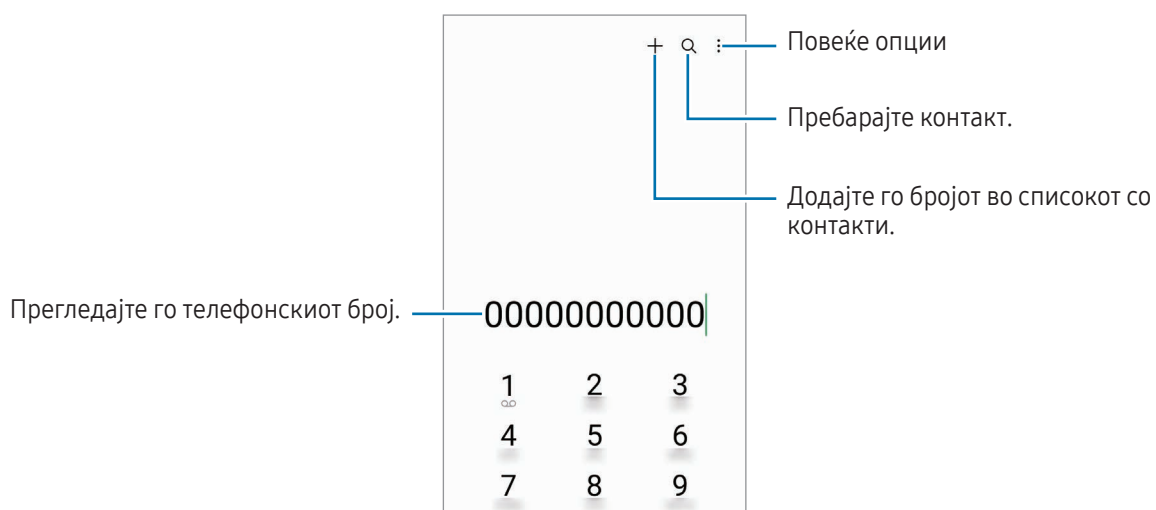 Повеќе опции
Пребарајте контакт.
Додајте го бројот во списокот со
контакти.
Прегледајте го телефонскиот број.
00000000000
1 2 3
4 5 6
7 8 9